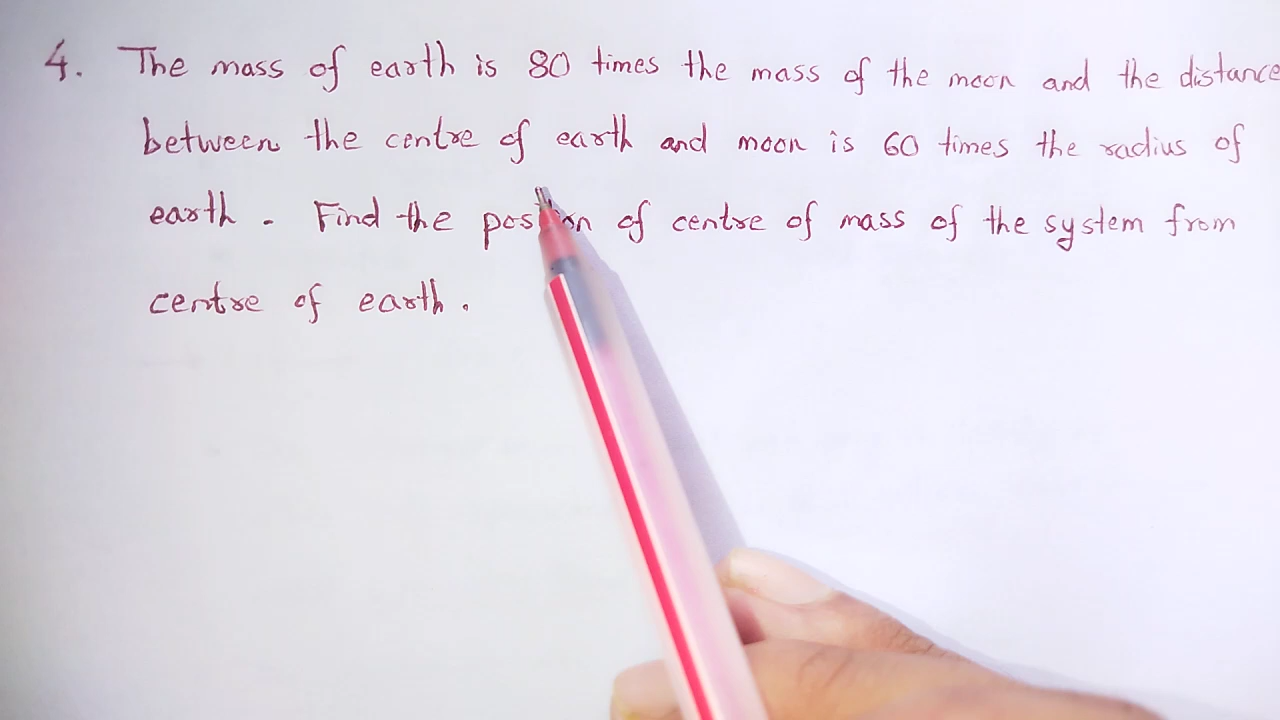 4. The mass of earth is 80 times the mass of the moon and the distance
between the centre of earth and moon is 60 times the radius of
earth. Find the position of centre of mass of the system from
centre of earth.